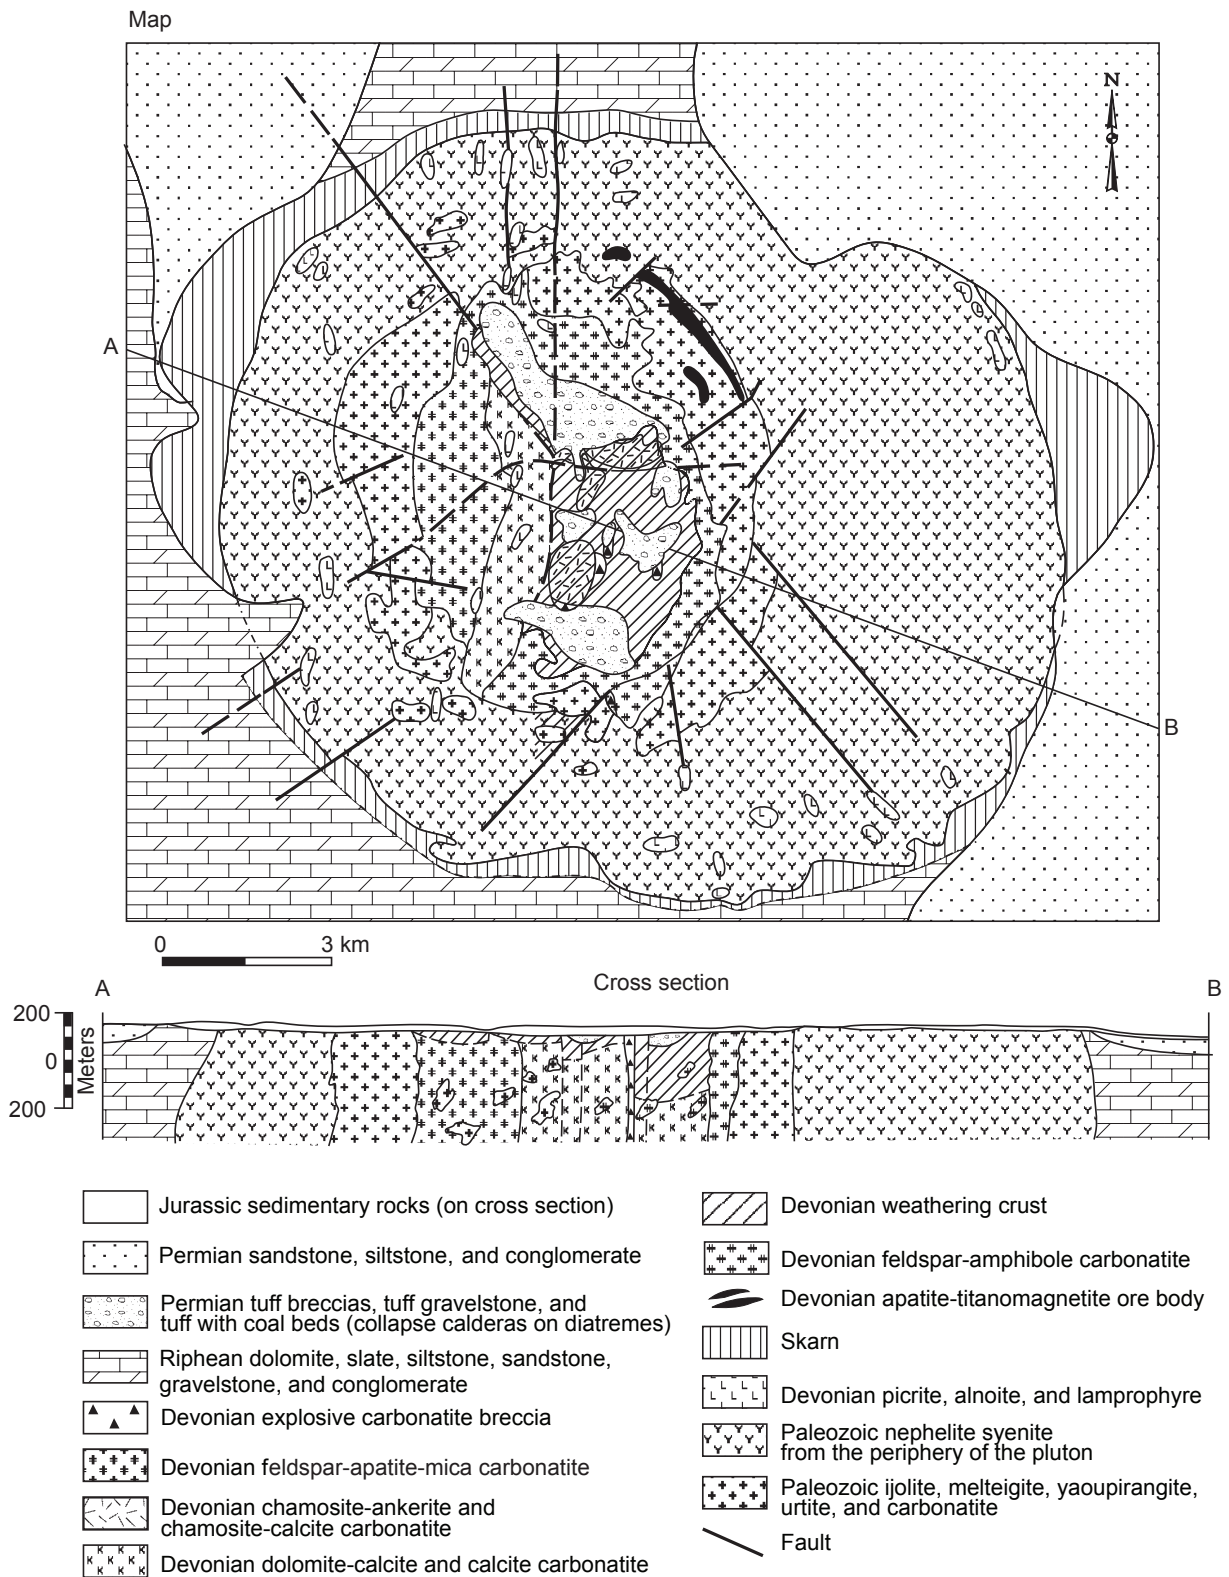 Map
N
A
B
0 3 km
Cross section
A
B
200
0
200
Meters
Jurassic sedimentary rocks (on cross section)
Permian sandstone, siltstone, and conglomerate
Permian tuff breccias, tuff gravelstone, and
tuff with coal beds (collapse calderas on diatremes)
Riphean dolomite, slate, siltstone, sandstone,
gravelstone, and conglomerate
Devonian explosive carbonatite breccia
Devonian feldspar-apatite-mica carbonatite
Devonian chamosite-ankerite and
chamosite-calcite carbonatite
Devonian dolomite-calcite and calcite carbonatite
Devonian weathering crust
Devonian feldspar-amphibole carbonatite
Devonian apatite-titanomagnetite ore body
Skarn
Devonian picrite, alnoite, and lamprophyre
Paleozoic nephelite syenite
from the periphery of the pluton
Paleozoic ijolite, melteigite, yaoupirangite,
urtite, and carbonatite
Fault